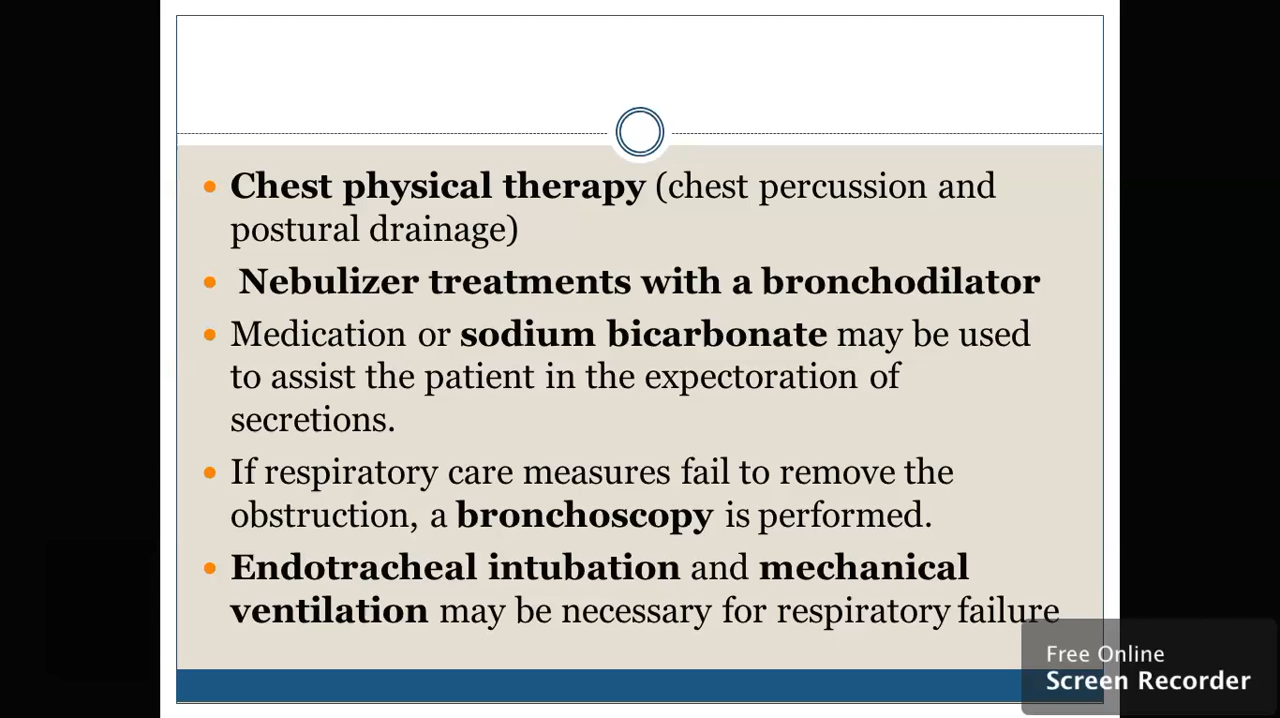 Chest physical therapy (chest percussion and
postural drainage)
Nebulizer treatments with a bronchodilator
Medication or sodium bicarbonate may be used
to assist the patient in the expectoration of
secretions.
If respiratory care measures fail to remove the
obstruction, a bronchoscopy is performed.
Endotracheal intubation and mechanical
ventilation may be necessary for respiratory failure
Free Online
Screen Recorder